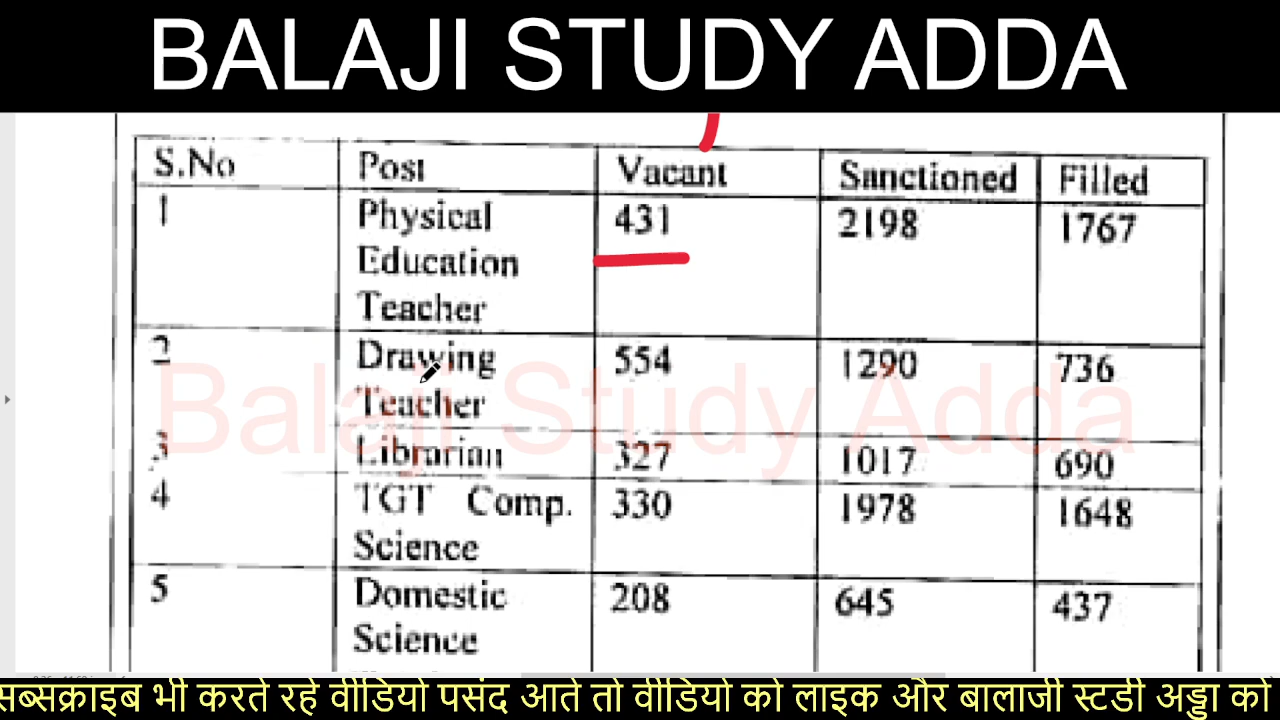 BALAJI STUDY ADDA
S.No Post Vacant Sanctioned Filled
1 Physical 431 2198 1767
Education
Teacher
2 Drawing 554 1290 736
Teacher
3 Librarian 327 1017 690
4 TGT Comp. 330 1978 1648
Science
5 Domestic 208 645 437
Science
Balaji Study Adda
सब्सक्राइब भी करते रहे वीडियो पसंद आते तो वीडियो को लाइक और बालाजी स्टडी अड्डा को